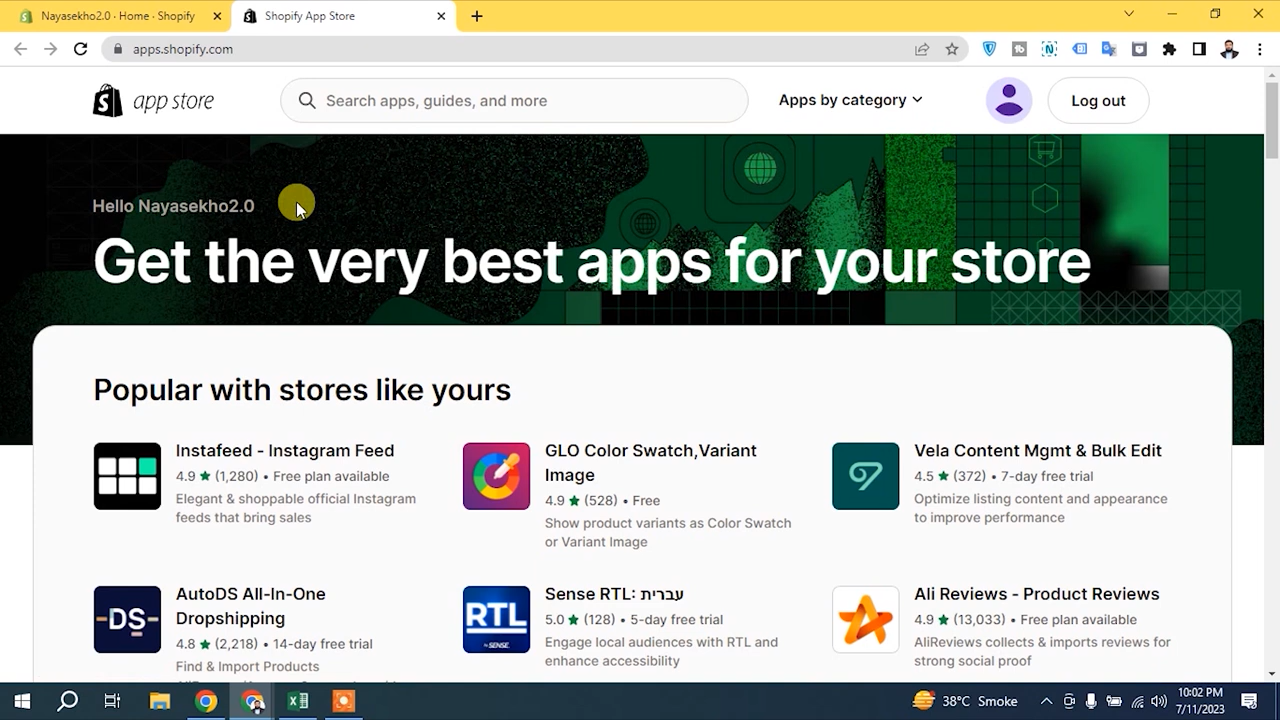 Nayasekho2.0 · Home · Shopify
Shopify App Store
apps.shopify.com
app store
Search apps, guides, and more
Apps by category
Log out
Hello Nayasekho2.0
Get the very best apps for your store
Popular with stores like yours
Instafeed - Instagram Feed
4.9 ★ (1,280) • Free plan available
Elegant & shoppable official Instagram
feeds that bring sales
GLO Color Swatch,Variant
Image
4.9 ★ (528) • Free
Show product variants as Color Swatch
or Variant Image
Vela Content Mgmt & Bulk Edit
4.5 ★ (372) • 7-day free trial
Optimize listing content and appearance
to improve performance
DS
AutoDS All-In-One
Dropshipping
4.8 ★ (2,218) • 14-day free trial
Find & Import Products
RTL
by SENSE
Sense RTL: עברית
5.0 ★ (128) • 5-day free trial
Engage local audiences with RTL and
enhance accessibility
Ali Reviews - Product Reviews
4.9 ★ (13,033) • Free plan available
AliReviews collects & imports reviews for
strong social proof
38°C Smoke
10:02 PM
7/11/2023